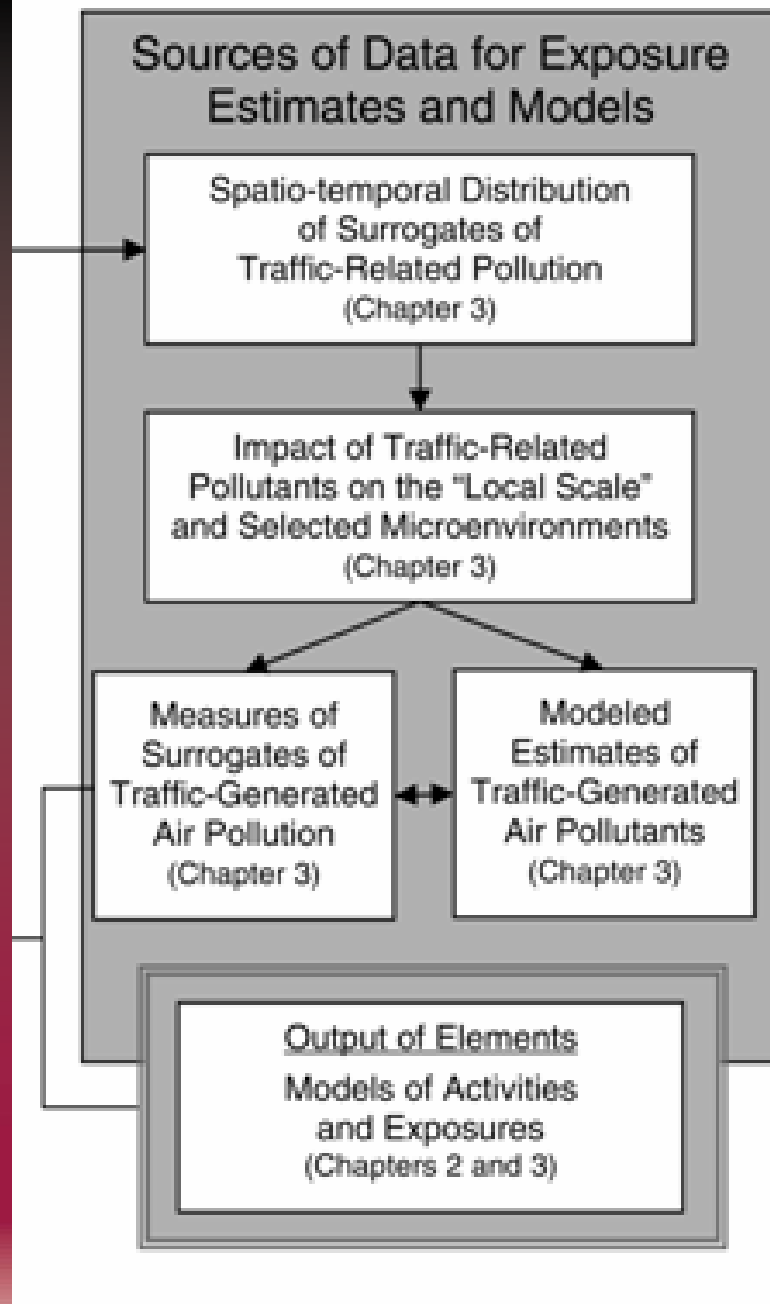 Sources of Data for Exposure
Estimates and Models
Spatio-temporal Distribution
of Surrogates of
Traffic-Related Pollution
(Chapter 3)
Impact of Traffic-Related
Pollutants on the "Local Scale"
and Selected Microenvironments
(Chapter 3)
Measures of
Surrogates of
Traffic-Generated
Air Pollution
(Chapter 3)
Modeled
Estimates of
Traffic-Generated
Air Pollutants
(Chapter 3)
Output of Elements
Models of Activities
and Exposures
(Chapters 2 and 3)